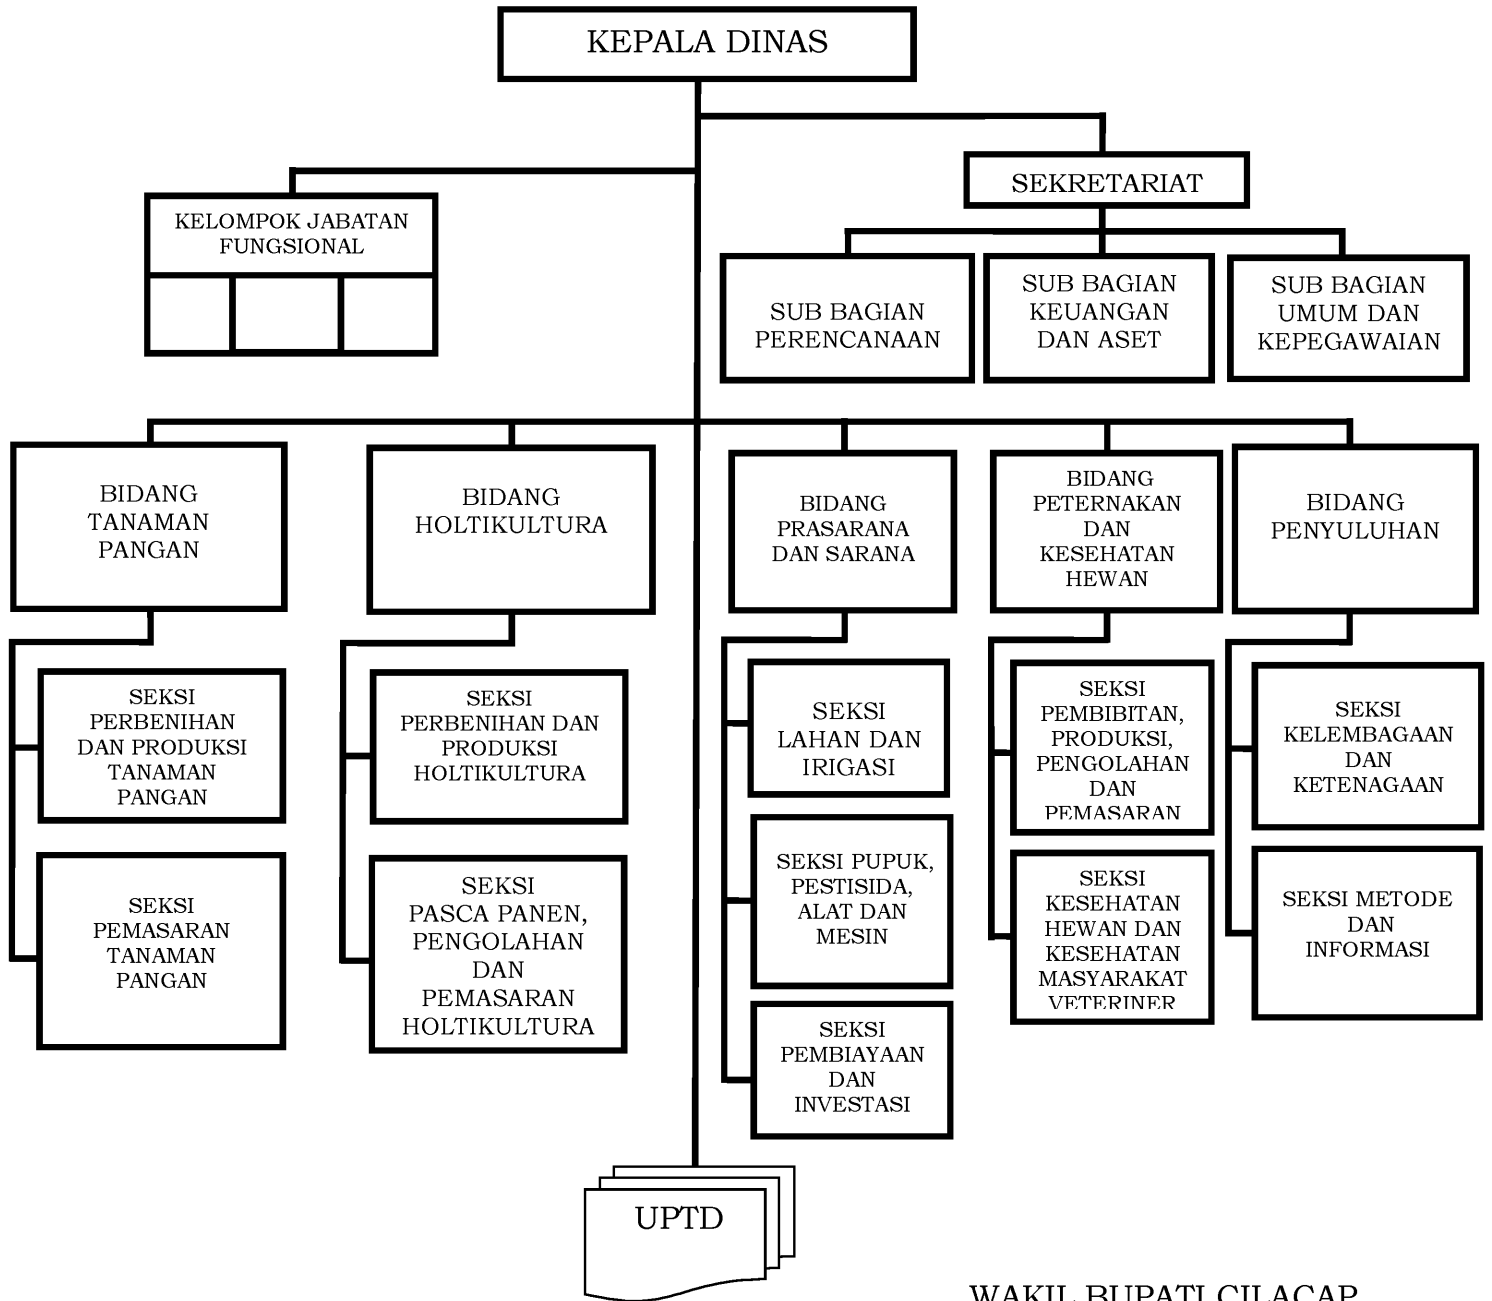 KEPALA DINAS
SEKRETARIAT
KELOMPOK JABATAN
FUNGSIONAL
SUB BAGIAN
PERENCANAAN
SUB BAGIAN
KEUANGAN
DAN ASET
SUB BAGIAN
UMUM DAN
KEPEGAWAIAN
BIDANG
TANAMAN
PANGAN
BIDANG
HOLTIKULTURA
BIDANG
PRASARANA
DAN SARANA
BIDANG
PETERNAKAN
DAN
KESEHATAN
HEWAN
BIDANG
PENYULUHAN
SEKSI
PERBENIHAN
DAN PRODUKSI
TANAMAN
PANGAN
SEKSI
PERBENIHAN DAN
PRODUKSI
HOLTIKULTURA
SEKSI
LAHAN DAN
IRIGASI
SEKSI
PEMBIBITAN,
PRODUKSI,
PENGOLAHAN
DAN
PEMASARAN
SEKSI
KELEMBAGAAN
DAN
KETENAGAAN
SEKSI
PEMASARAN
TANAMAN
PANGAN
SEKSI
PASCA PANEN,
PENGOLAHAN
DAN
PEMASARAN
HOLTIKULTURA
SEKSI PUPUK,
PESTISIDA,
ALAT DAN
MESIN
SEKSI
KESEHATAN
HEWAN DAN
KESEHATAN
MASYARAKAT
VETERINER
SEKSI METODE
DAN
INFORMASI
SEKSI
PEMBIAYAAN
DAN
INVESTASI
UPTD
WAKIL BUPATI CILACAP